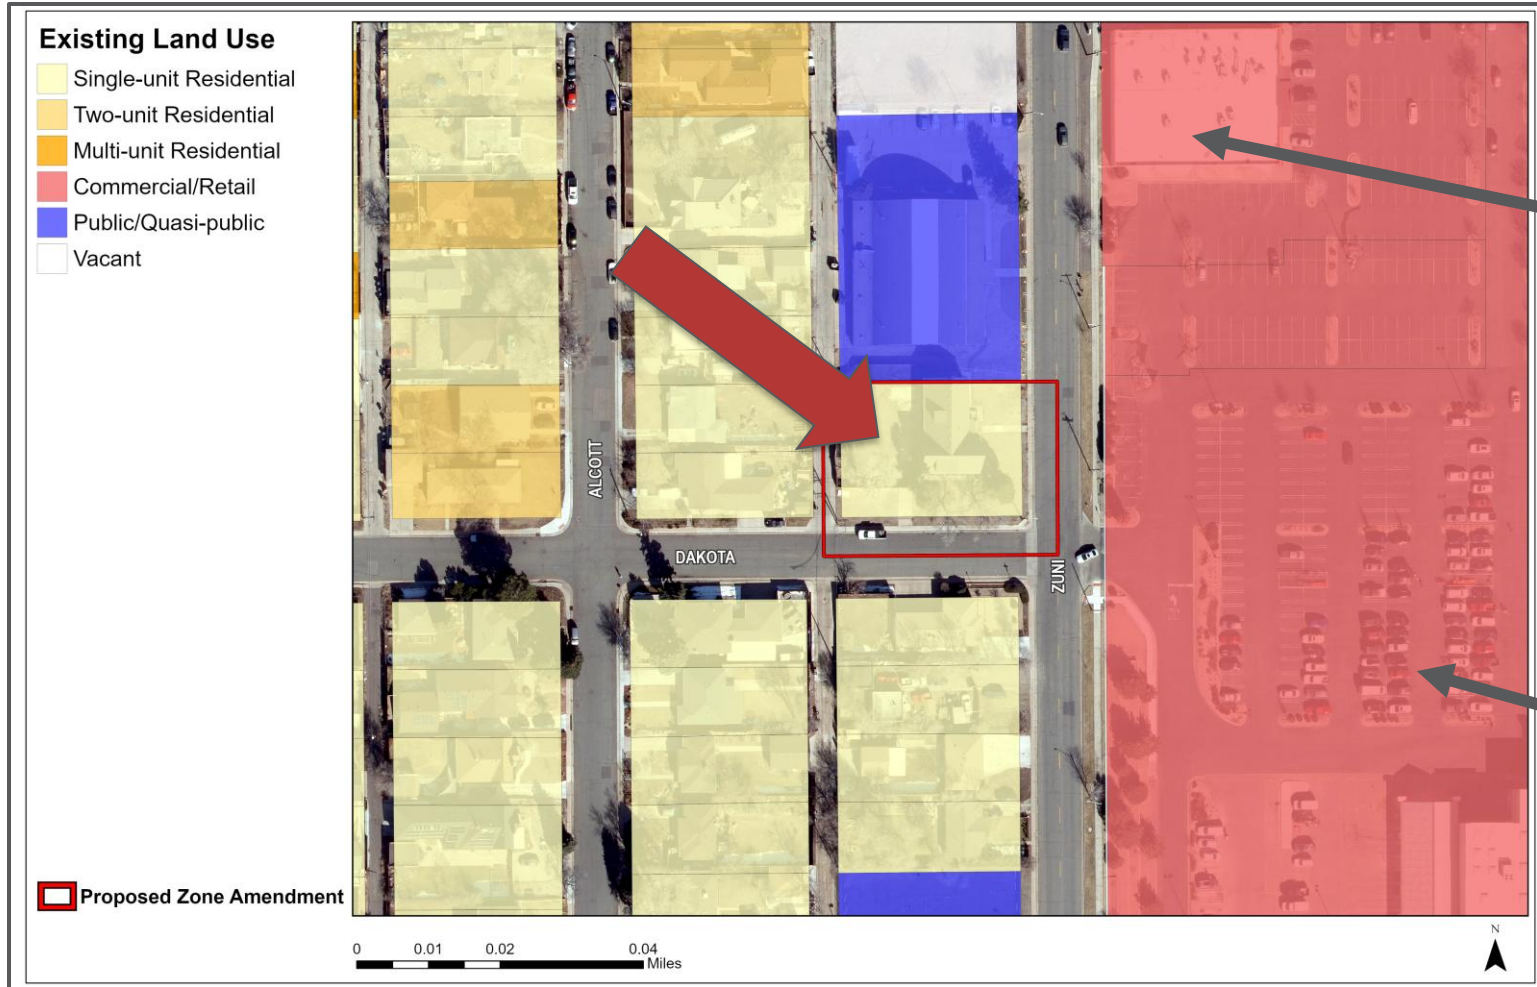 Existing Land Use
Single-unit Residential
Two-unit Residential
Multi-unit Residential
Commercial/Retail
Public/Quasi-public
Vacant
Proposed Zone Amendment
ALCOTT
DAKOTA
ZUNI
0 0.01 0.02 0.04
Miles
N